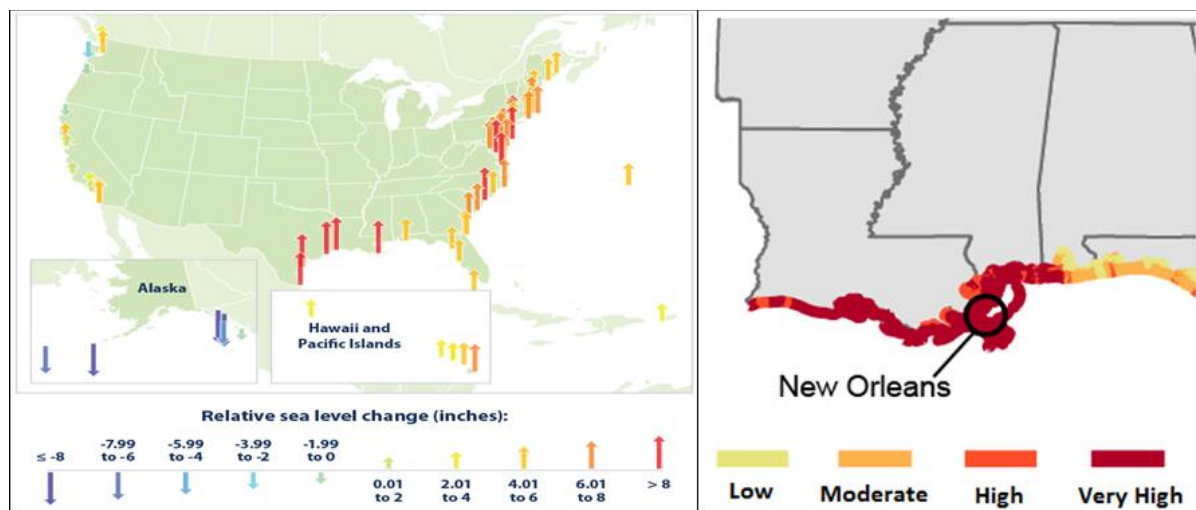 Alaska
Hawaii and
Pacific Islands
Relative sea level change (inches):
≤ -8
-7.99
to -6
-5.99
to -4
-3.99
to -2
-1.99
to 0
0.01
to 2
2.01
to 4
4.01
to 6
6.01
to 8
> 8
New Orleans
Low
Moderate
High
Very High